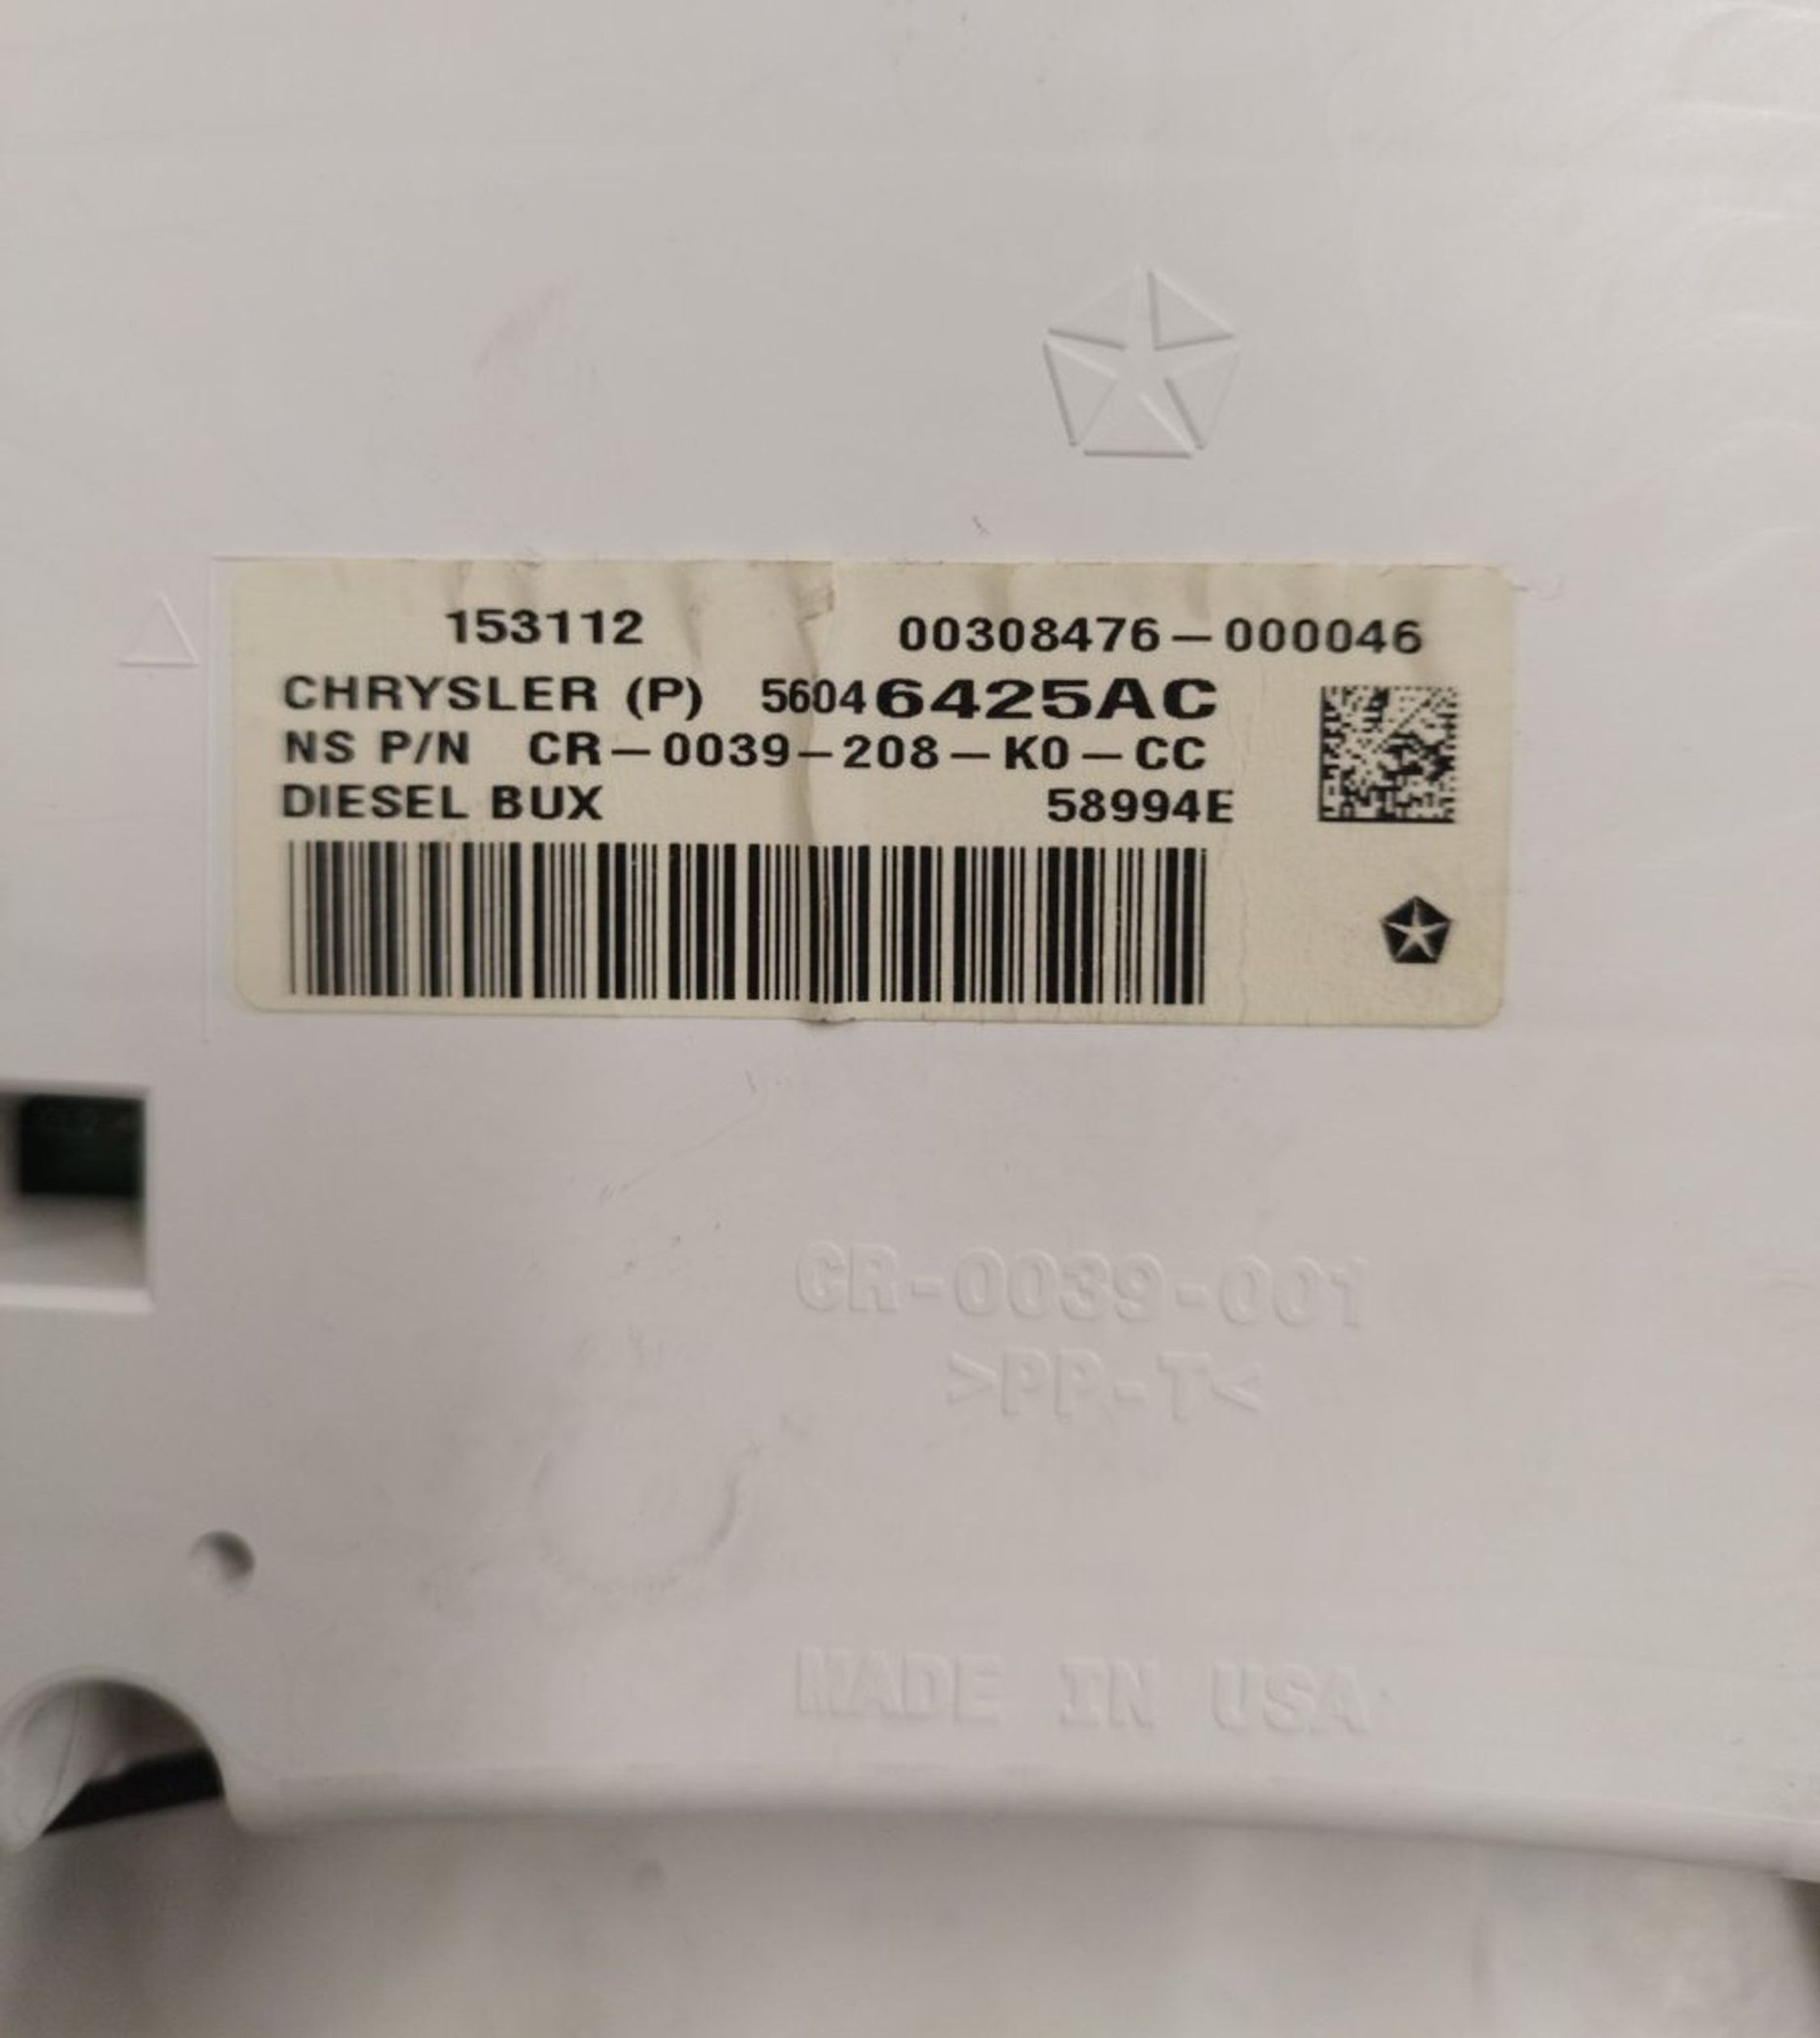 153112 00308476-000046
CHRYSLER (P) 56046425AC
NS P/N CR-0039-208-K0-CC
DIESEL BUX 58994E
CR-0039-001
>PP-T<
MADE IN USA